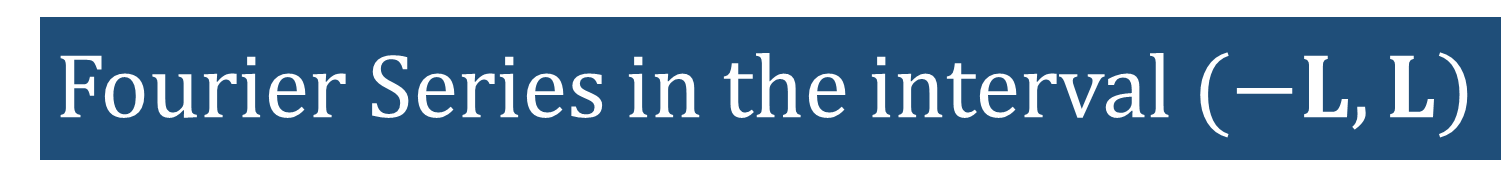 Fourier Series in the interval (−L, L)